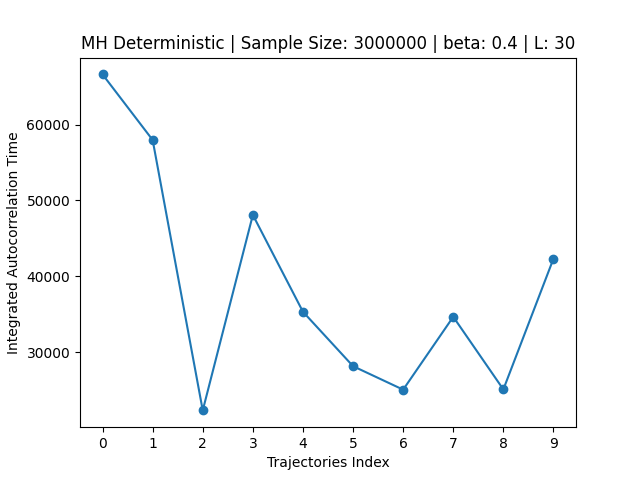 MH Deterministic | Sample Size: 3000000 | beta: 0.4 | L: 30
Integrated Autocorrelation Time
60000
50000
40000
30000
0 1 2 3 4 5 6 7 8 9
Trajectories Index